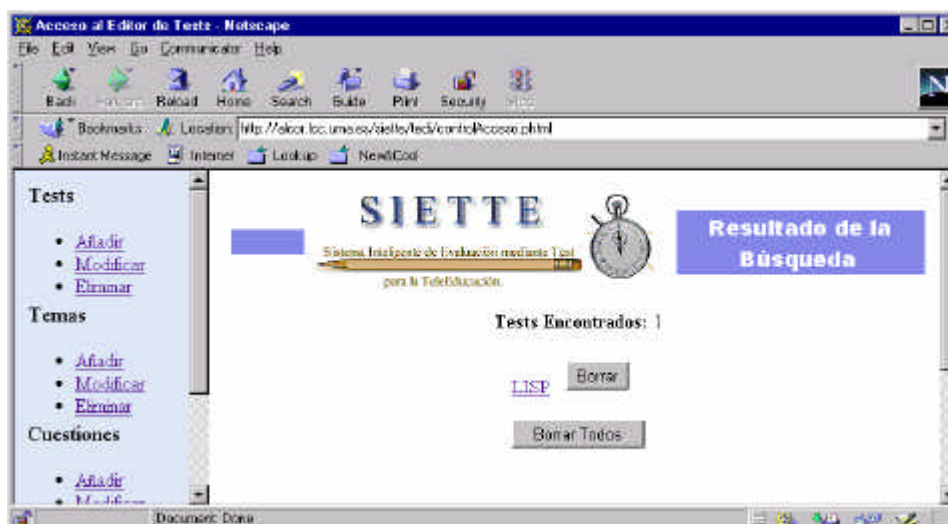 Acceso al Editor de Tests - Netscape
File Edit View Go Communicator Help
Back Reload Home Search Guide Print Security
Bookmarks Location: http://alcor.lcc.uma.es/siette/tedi/controlAcceso.phtml
Instant Message Internet Lookup New&Cool
Tests
Añadir
Modificar
Eliminar
Temas
Añadir
Modificar
Eliminar
Cuestiones
Añadir
Modificar
SIETTE
Sistema Inteligente de Evaluación mediante Test
para la TeleEducación.
Resultado de la
Búsqueda
Tests Encontrados: 1
LISP Borrar
Borrar Todos
Document: Done